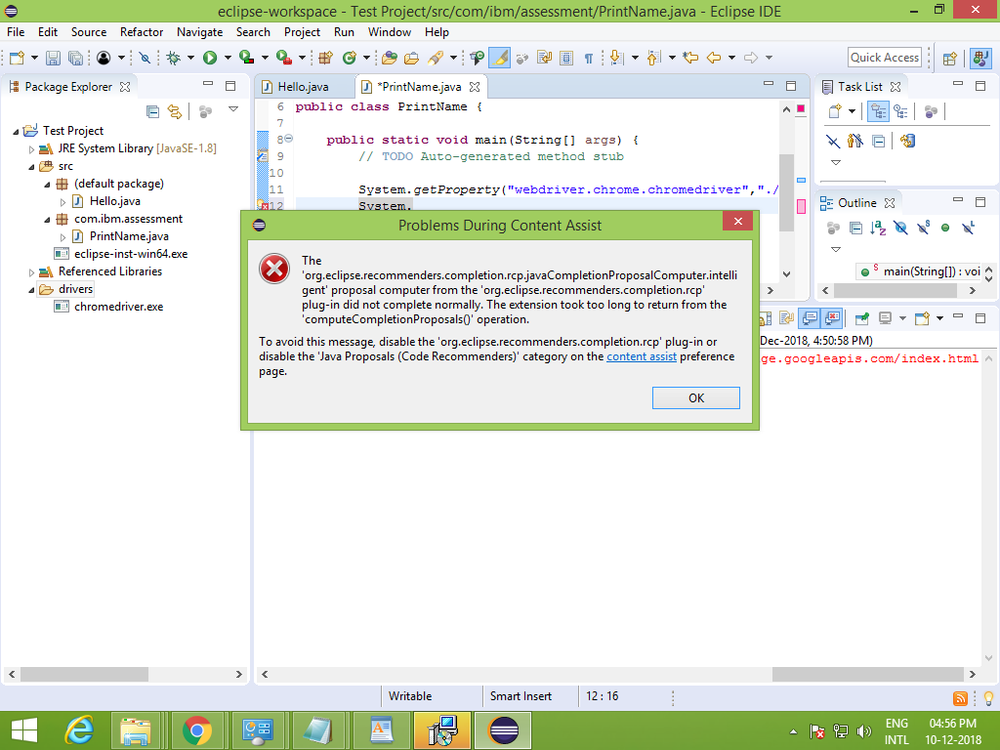 eclipse-workspace - Test Project/src/com/ibm/assessment/PrintName.java - Eclipse IDE
File Edit Source Refactor Navigate Search Project Run Window Help
Quick Access
Package Explorer
Hello.java
*PrintName.java
Task List
Test Project
JRE System Library [JavaSE-1.8]
src
(default package)
Hello.java
com.ibm.assessment
PrintName.java
eclipse-inst-win64.exe
Referenced Libraries
drivers
chromedriver.exe
6 public class PrintName {
7
8 public static void main(String[] args) {
9 // TODO Auto-generated method stub
10
11 System.getProperty("webdriver.chrome.chromedriver","./
12 System.
Outline
main(String[]) : voi
Problems During Content Assist
The
'org.eclipse.recommenders.completion.rcp.javaCompletionProposalComputer.intelli
gent' proposal computer from the 'org.eclipse.recommenders.completion.rcp'
plug-in did not complete normally. The extension took too long to return from the
'computeCompletionProposals()' operation.
To avoid this message, disable the 'org.eclipse.recommenders.completion.rcp' plug-in or
disable the 'Java Proposals (Code Recommenders)' category on the content assist preference
page.
OK
Dec-2018, 4:50:58 PM)
ge.googleapis.com/index.html
Writable
Smart Insert
12 : 16
ENG
INTL
04:56 PM
10-12-2018